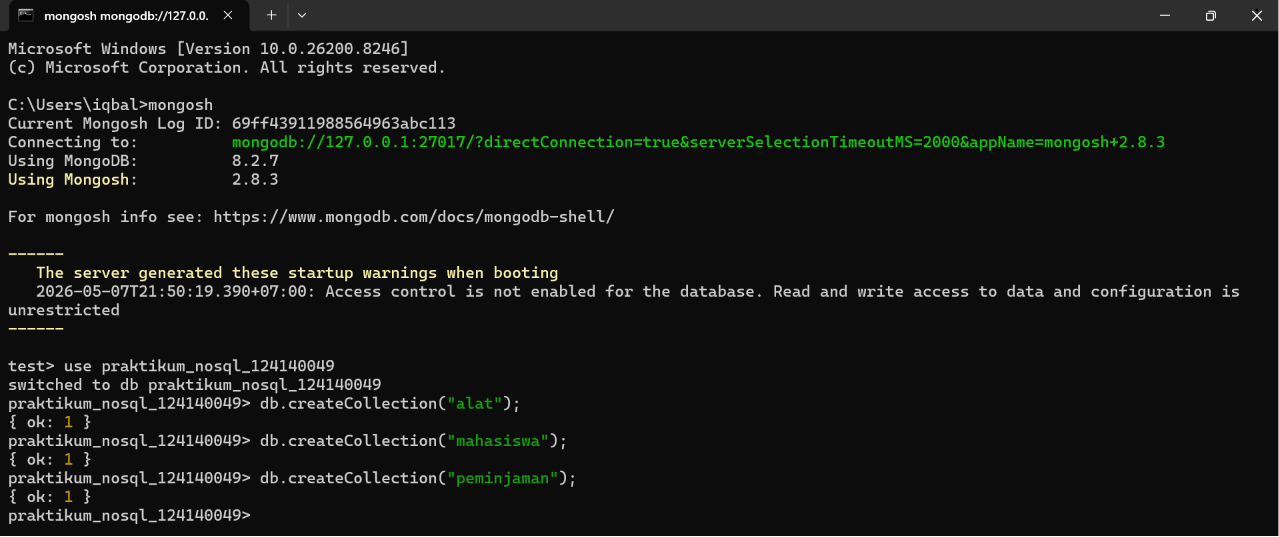 mongosh mongodb://127.0.0.
Microsoft Windows [Version 10.0.26200.8246]
(c) Microsoft Corporation. All rights reserved.
C:\Users\iqbal>mongosh
Current Mongosh Log ID: 69ff43911988564963abc113
Connecting to:          mongodb://127.0.0.1:27017/?directConnection=true&serverSelectionTimeoutMS=2000&appName=mongosh+2.8.3
Using MongoDB:          8.2.7
Using Mongosh:          2.8.3
For mongosh info see: https://www.mongodb.com/docs/mongodb-shell/
------
   The server generated these startup warnings when booting
   2026-05-07T21:50:19.390+07:00: Access control is not enabled for the database. Read and write access to data and configuration is
unrestricted
------
test> use praktikum_nosql_124140049
switched to db praktikum_nosql_124140049
praktikum_nosql_124140049> db.createCollection("alat");
{ ok: 1 }
praktikum_nosql_124140049> db.createCollection("mahasiswa");
{ ok: 1 }
praktikum_nosql_124140049> db.createCollection("peminjaman");
{ ok: 1 }
praktikum_nosql_124140049>